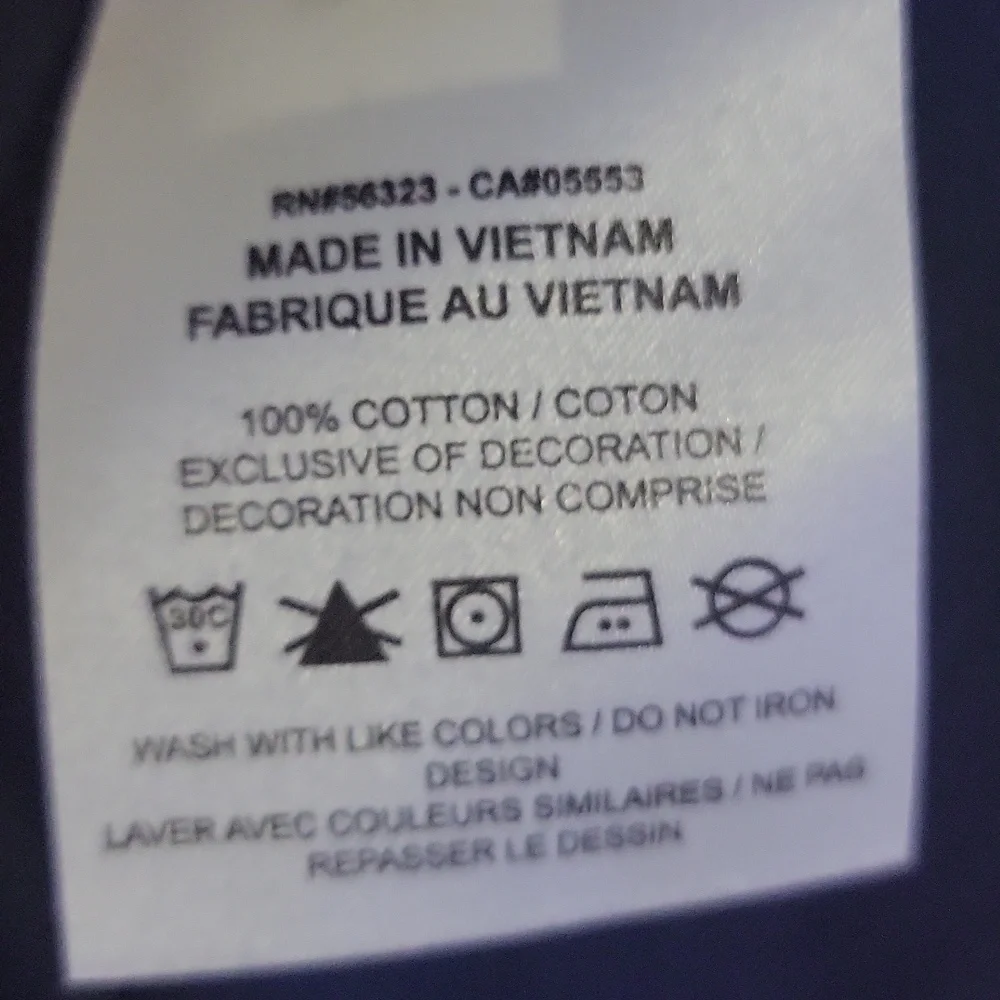 RN#56323 - CA#05553
MADE IN VIETNAM
FABRIQUE AU VIETNAM
100% COTTON / COTON
EXCLUSIVE OF DECORATION /
DECORATION NON COMPRISE
30C
WASH WITH LIKE COLORS / DO NOT IRON
DESIGN
LAVER AVEC COULEURS SIMILAIRES / NE PAS
REPASSER LE DESSIN